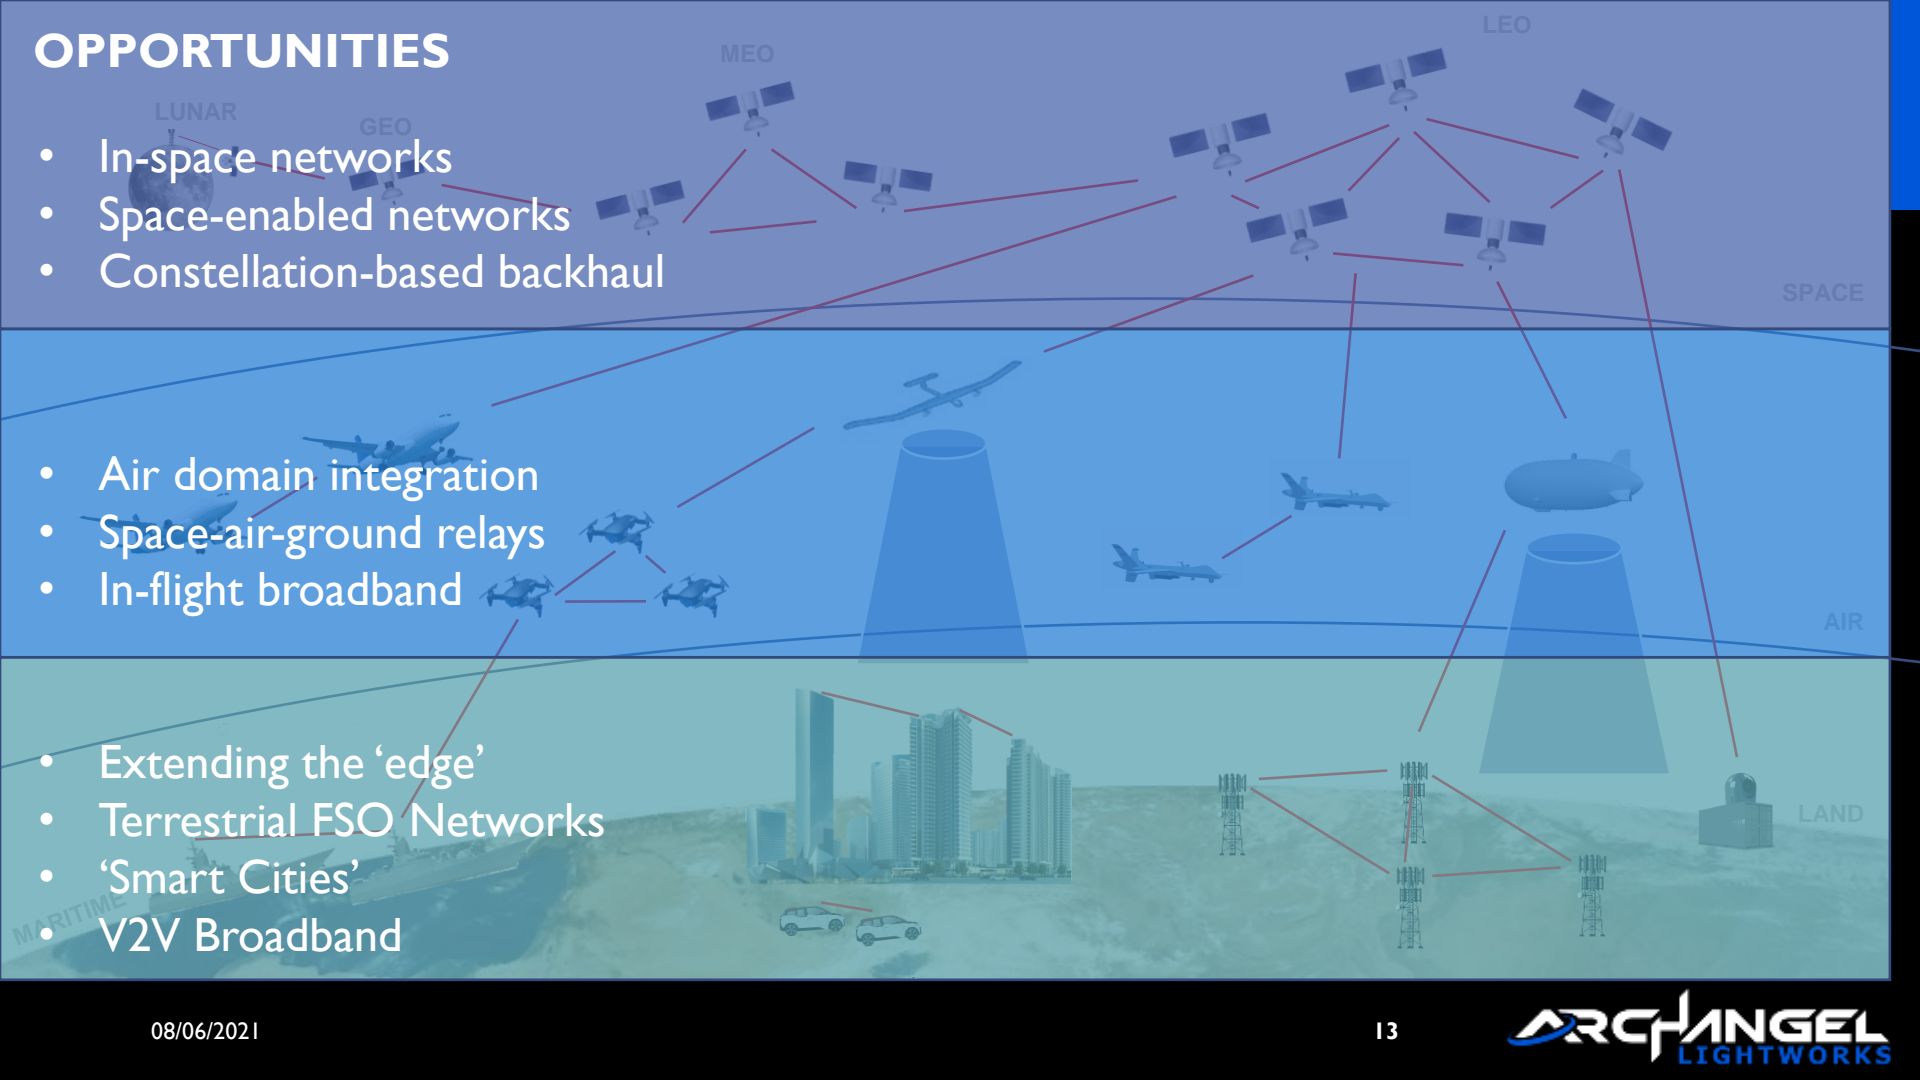 OPPORTUNITIES
LEO
MEO
LUNAR
GEO
• In-space networks
• Space-enabled networks
• Constellation-based backhaul
SPACE
• Air domain integration
• Space-air-ground relays
• In-flight broadband
AIR
• Extending the ‘edge’
• Terrestrial FSO Networks
• ‘Smart Cities’
• V2V Broadband
LAND
MARITIME
08/06/2021
13
ARCHANGEL
LIGHTWORKS